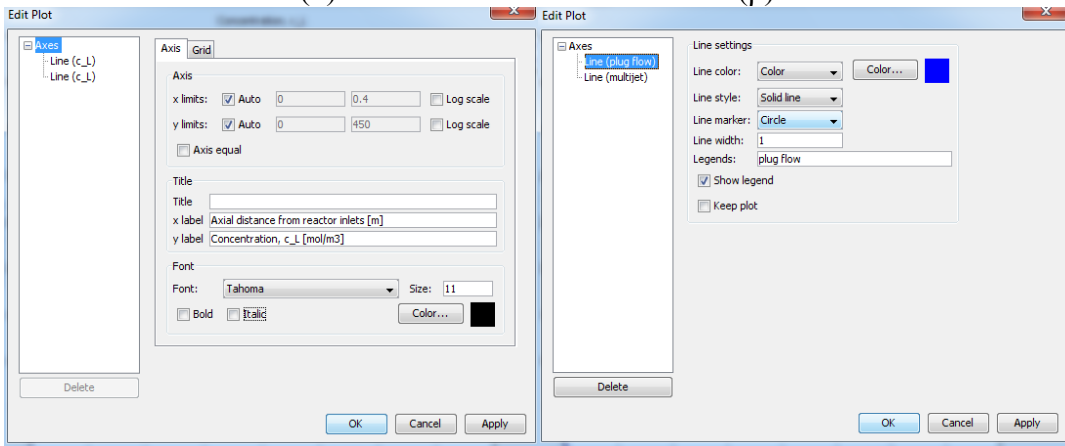 Edit Plot
Axes
Line (c_L)
Line (c_L)
Axis Grid
Axis
x limits: Auto 0 0.4 Log scale
y limits: Auto 0 450 Log scale
Axis equal
Title
Title
x label Axial distance from reactor inlets [m]
y label Concentration, c_L [mol/m3]
Font
Font: Tahoma Size: 11
Bold Italic Color...
Delete
OK Cancel Apply
Edit Plot
Axes
Line (plug flow)
Line (multijet)
Line settings
Line color: Color Color...
Line style: Solid line
Line marker: Circle
Line width: 1
Legends: plug flow
Show legend
Keep plot
Delete
OK Cancel Apply